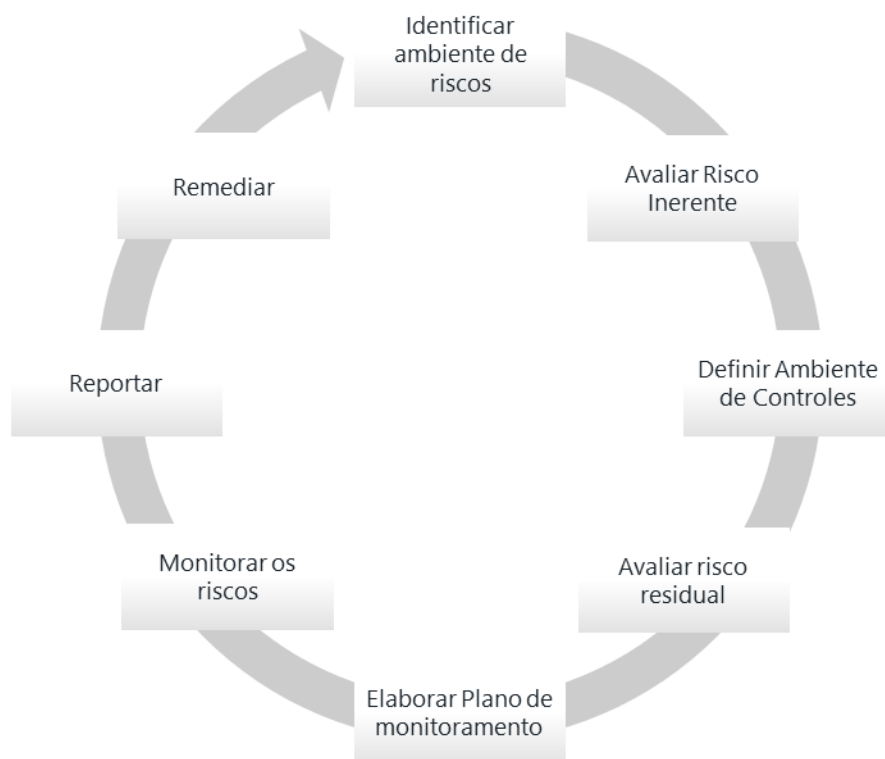 Identificar
ambiente de
riscos
Avaliar Risco
Inerente
Definir Ambiente
de Controles
Avaliar risco
residual
Elaborar Plano de
monitoramento
Monitorar os
riscos
Reportar
Remediar